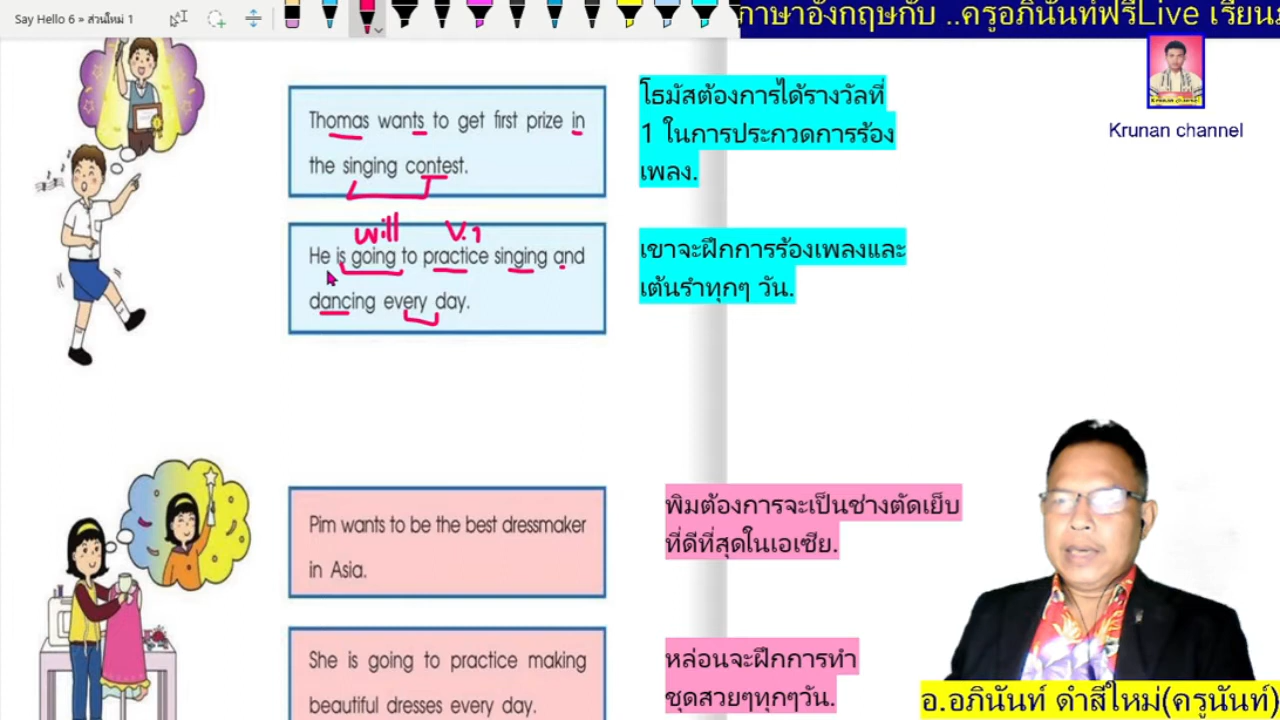 Say Hello 6 » ส่วนใหม่ 1
ภาษาอังกฤษกับ ..ครูอภินันท์ฟรีLive เรียน
Krunan channel
Thomas wants to get first prize in
the singing contest.
โธมัสต้องการได้รางวัลที่
1 ในการประกวดการร้อง
เพลง.
will V.1
He is going to practice singing and
dancing every day.
เขาจะฝึกการร้องเพลงและ
เต้นรำทุกๆ วัน.
Pim wants to be the best dressmaker
in Asia.
พิมต้องการจะเป็นช่างตัดเย็บ
ที่ดีที่สุดในเอเซีย.
She is going to practice making
beautiful dresses every day.
หล่อนจะฝึกการทำ
ชุดสวยๆทุกๆวัน.
อ.อภินันท์ ดำสีใหม่(ครูนันท์)